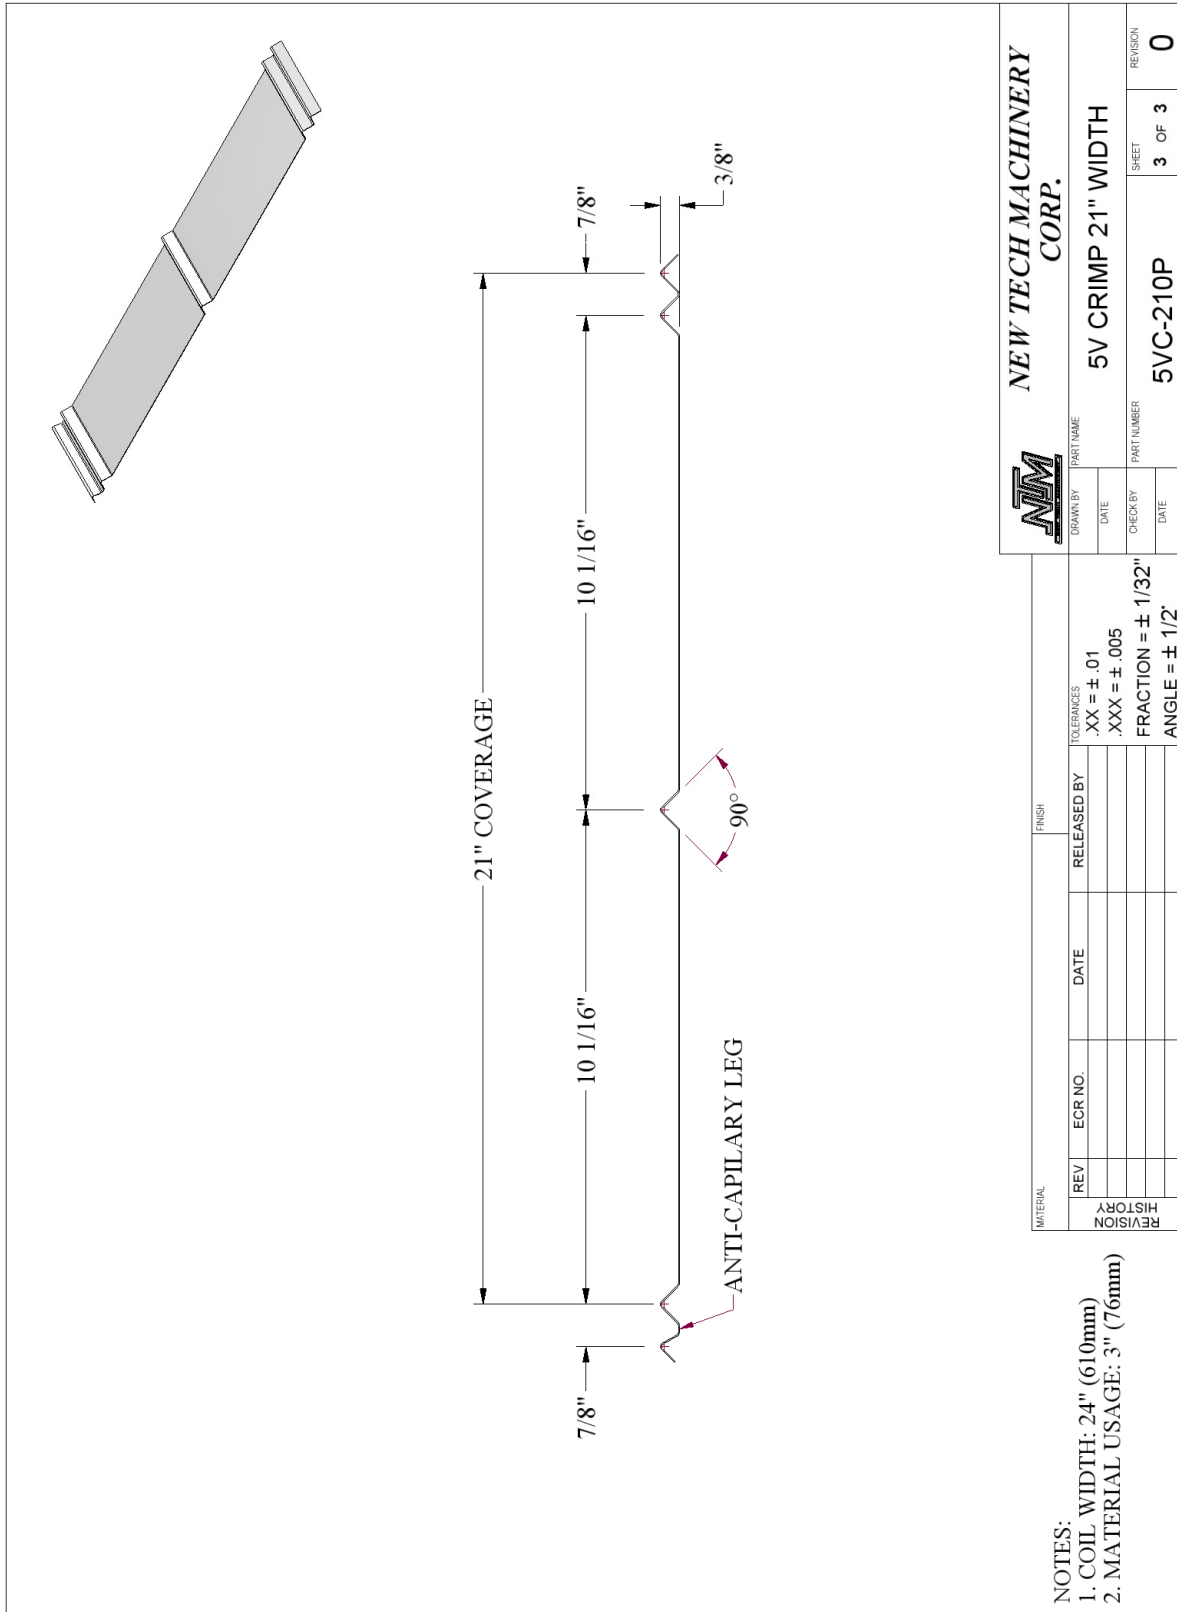 7/8"
10 1/16"
21" COVERAGE
10 1/16"
7/8"
3/8"
90°
ANTI-CAPILARY LEG
NOTES:
1. COIL WIDTH: 24" (610mm)
2. MATERIAL USAGE: 3" (76mm)
MATERIAL
FINISH
REVISION HISTORY
REV
ECR NO.
DATE
RELEASED BY
TOLERANCES
.XX = ± .01
.XXX = ± .005
FRACTION = ± 1/32"
ANGLE = ± 1/2°
NTM
NEW TECH MACHINERY
CORP.
DRAWN BY
DATE
CHECK BY
DATE
PART NAME
5V CRIMP 21" WIDTH
PART NUMBER
5VC-210P
SHEET
3 OF 3
REVISION
0